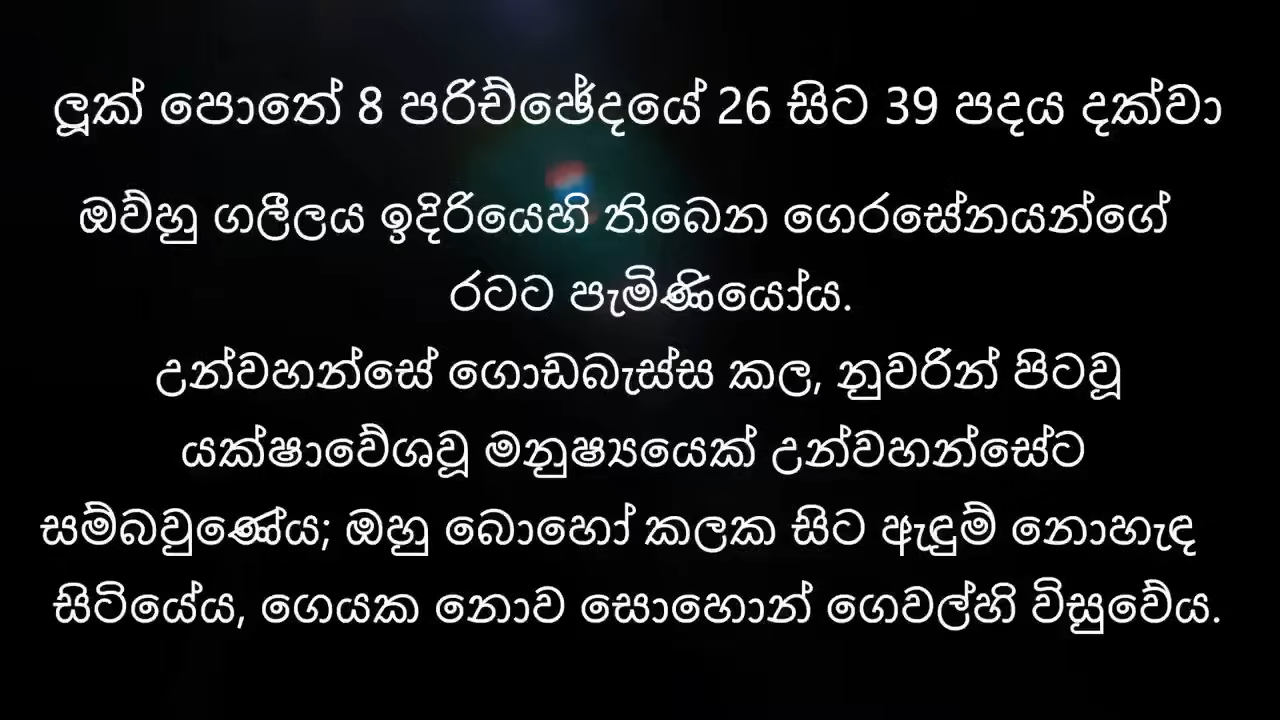 ලූක් පොතේ 8 පරිච්ඡේදයේ 26 සිට 39 පදය දක්වා
ඔව්හු ගලීලය ඉදිරියෙහි තිබෙන ගෙරසේනයන්ගේ
රටට පැමිණියෝය.
උන්වහන්සේ ගොඩබැස්ස කල, නුවරින් පිටවූ
යක්ෂාවේශවූ මනුෂ්‍යයෙක් උන්වහන්සේට
සම්බවුණේය; ඔහු බොහෝ කලක සිට ඇඳුම් නොහැඳ
සිටියේය, ගෙයක නොව සොහොන් ගෙවල්හි විසුවේය.